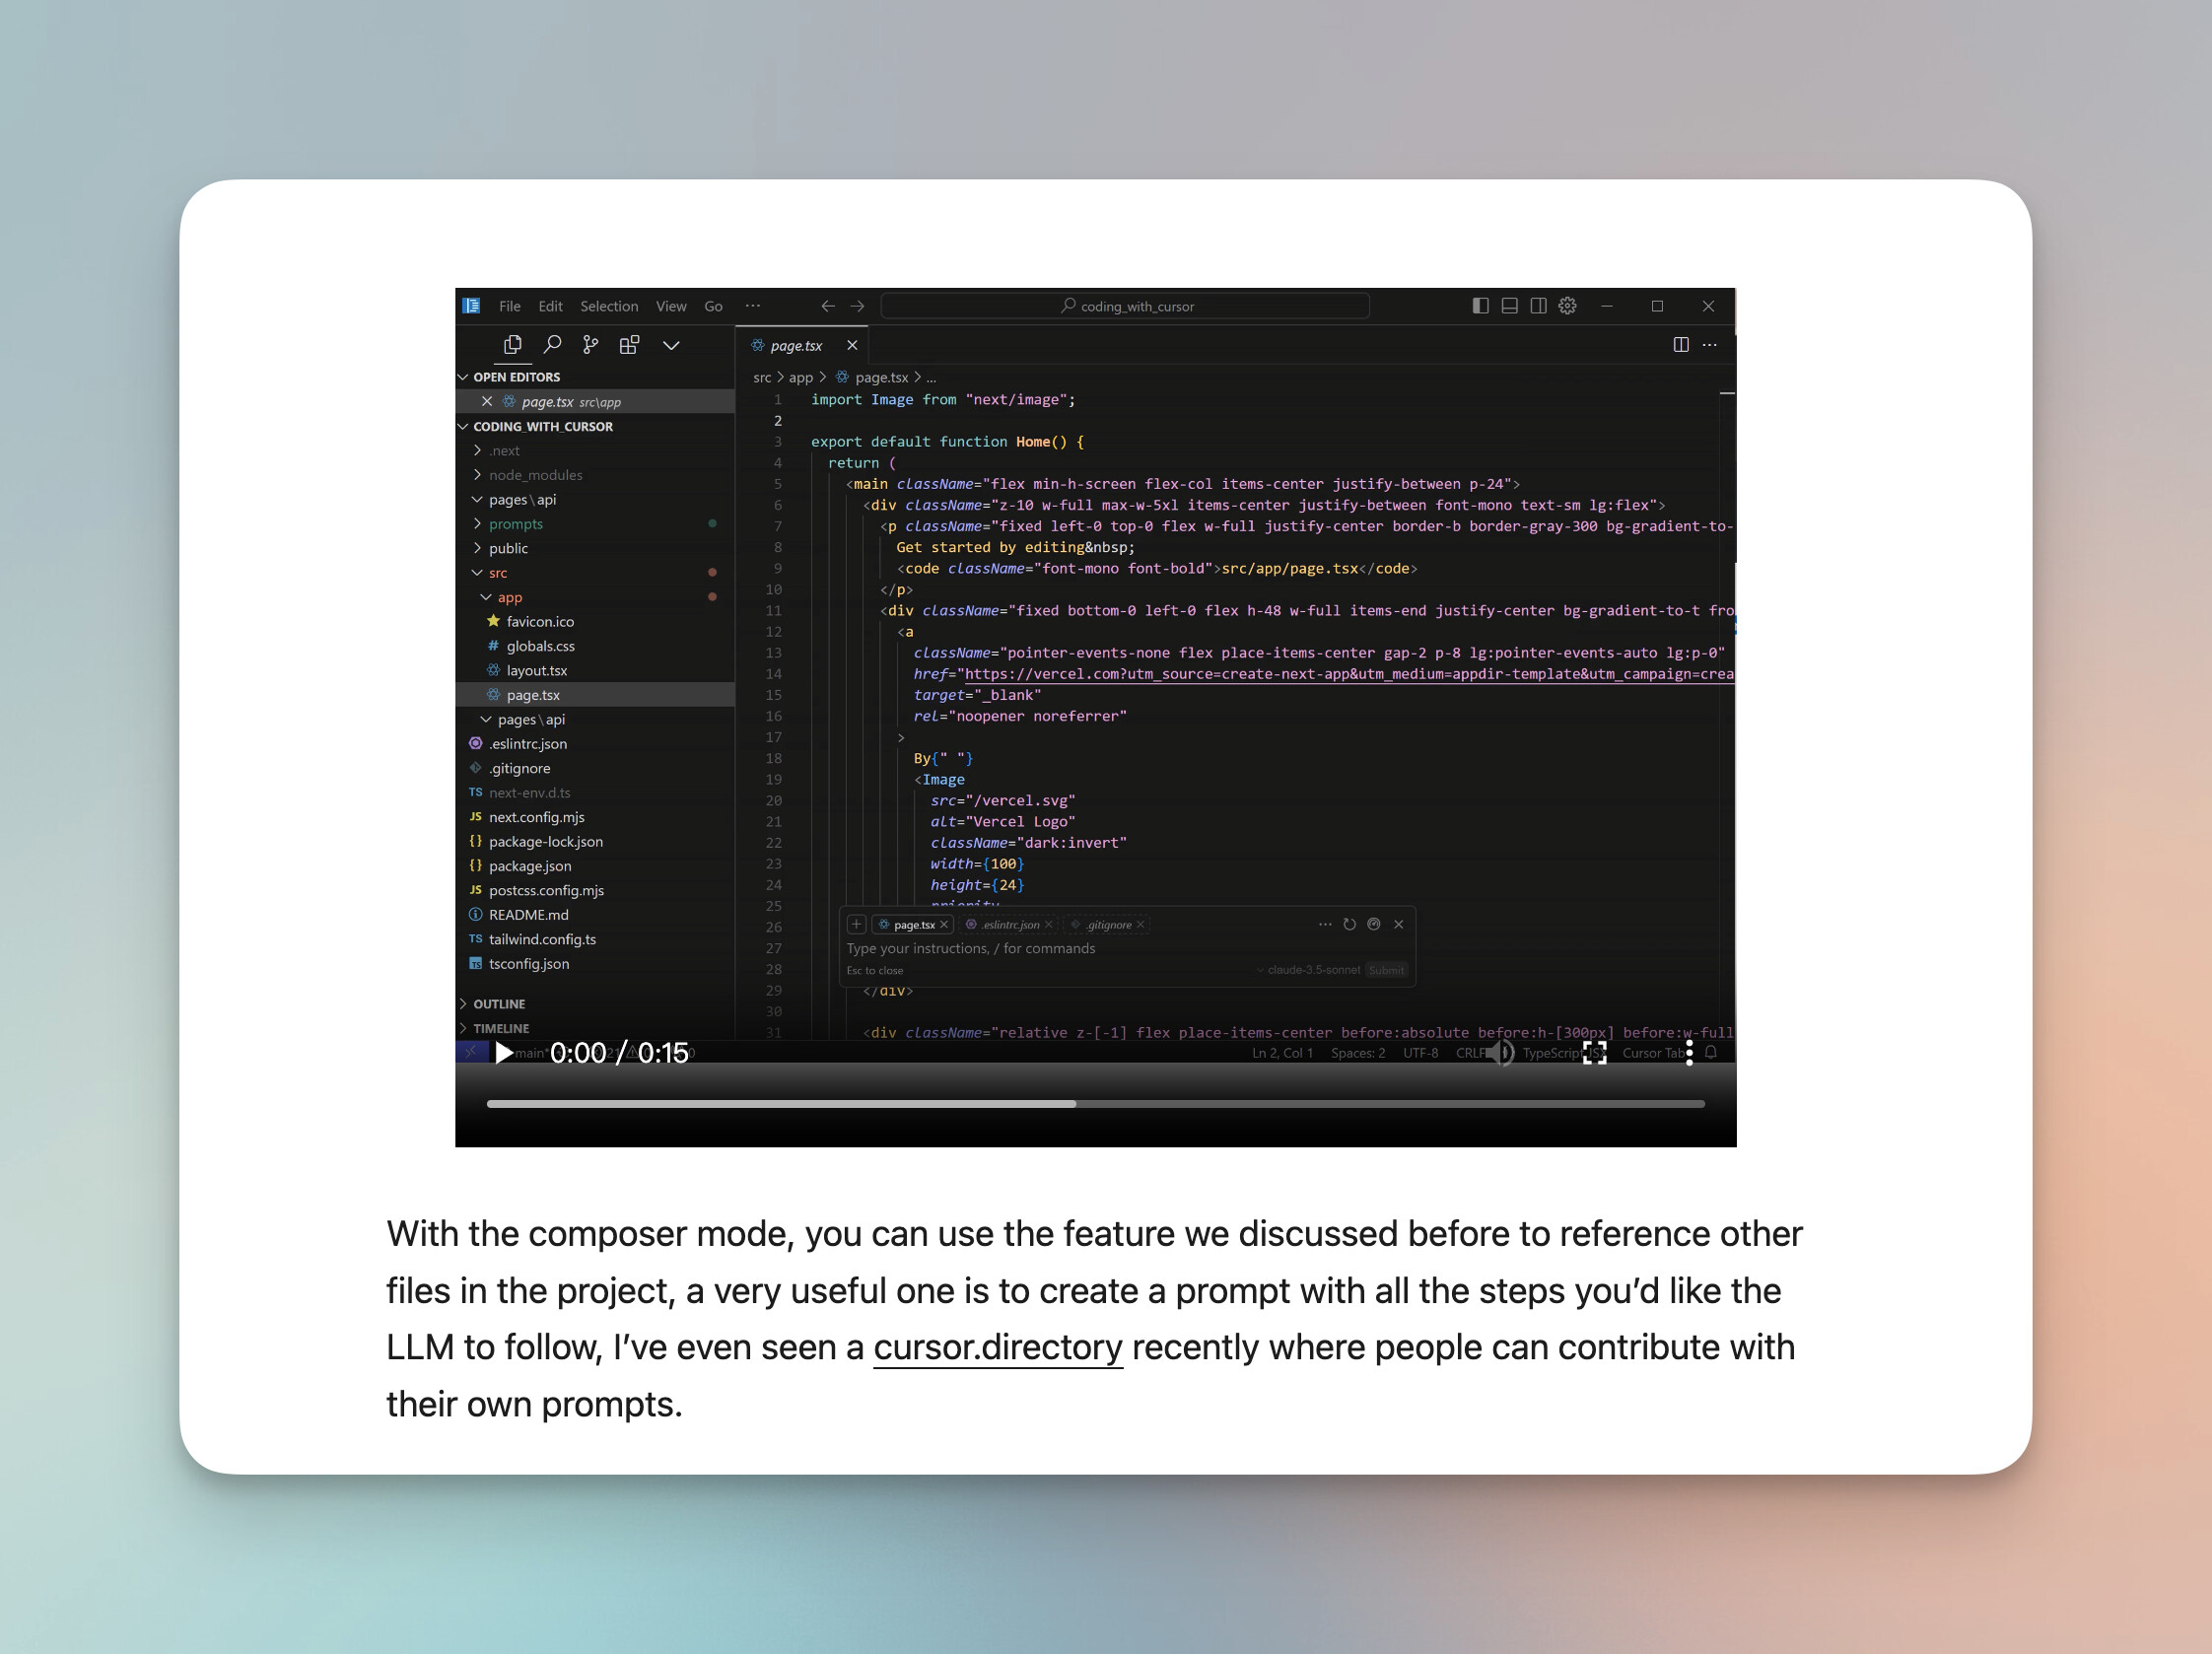 File Edit Selection View Go ··· coding_with_cursor
page.tsx
OPEN EDITORS
page.tsx src\app
CODING_WITH_CURSOR
.next
node_modules
pages\api
prompts
public
src
app
favicon.ico
globals.css
layout.tsx
page.tsx
pages\api
.eslintrc.json
.gitignore
TS next-env.d.ts
JS next.config.mjs
{} package-lock.json
{} package.json
JS postcss.config.mjs
README.md
TS tailwind.config.ts
tsconfig.json
OUTLINE
TIMELINE
src > app > page.tsx > ...
1 import Image from "next/image";
2
3 export default function Home() {
4 return (
5 <main className="flex min-h-screen flex-col items-center justify-between p-24">
6 <div className="z-10 w-full max-w-5xl items-center justify-between font-mono text-sm lg:flex">
7 <p className="fixed left-0 top-0 flex w-full justify-center border-b border-gray-300 bg-gradient-to-
8 Get started by editing&nbsp;
9 <code className="font-mono font-bold">src/app/page.tsx</code>
10 </p>
11 <div className="fixed bottom-0 left-0 flex h-48 w-full items-end justify-center bg-gradient-to-t fro
12 <a
13 className="pointer-events-none flex place-items-center gap-2 p-8 lg:pointer-events-auto lg:p-0"
14 href="https://vercel.com?utm_source=create-next-app&utm_medium=appdir-template&utm_campaign=crea
15 target="_blank"
16 rel="noopener noreferrer"
17 >
18 By{" "}
19 <Image
20 src="/vercel.svg"
21 alt="Vercel Logo"
22 className="dark:invert"
23 width={100}
24 height={24}
25 priority
26
27
28
29 </div>
30
31 <div className="relative z-[-1] flex place-items-center before:absolute before:h-[300px] before:w-full
+ page.tsx .eslintrc.json .gitignore
Type your instructions, / for commands
Esc to close claude-3.5-sonnet Submit
main* 0:00 / 0:15 Ln 2, Col 1 Spaces: 2 UTF-8 CRLF TypeScript JSX Cursor Tab
With the composer mode, you can use the feature we discussed before to reference other
files in the project, a very useful one is to create a prompt with all the steps you’d like the
LLM to follow, I’ve even seen a cursor.directory recently where people can contribute with
their own prompts.